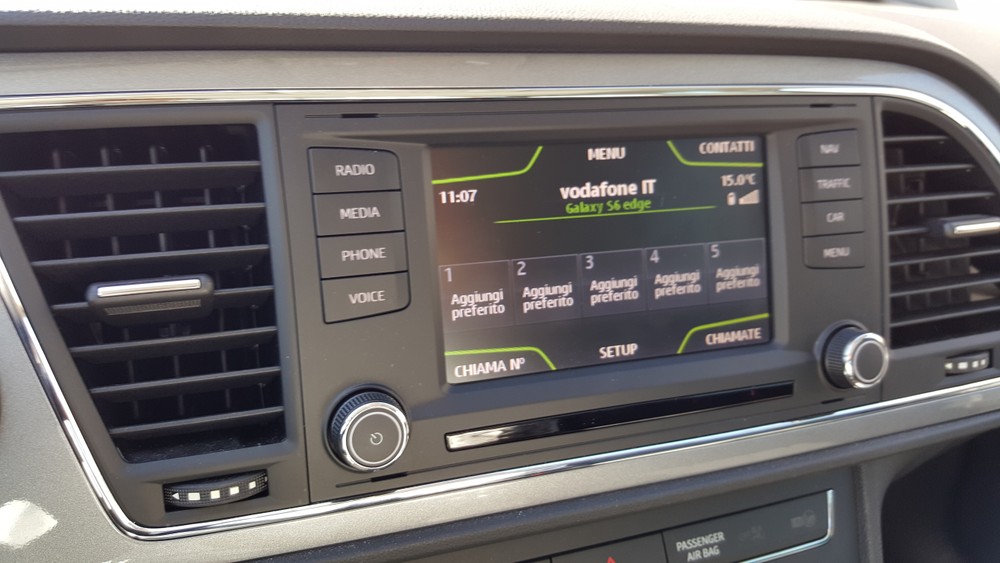 RADIO
MEDIA
PHONE
VOICE
MENU
CONTATTI
11:07
vodafone IT
15.0°C
Galaxy S6 edge
1
Aggiungi
preferito
2
Aggiungi
preferito
3
Aggiungi
preferito
4
Aggiungi
preferito
5
Aggiungi
preferito
CHIAMA N°
SETUP
CHIAMATE
NAV
TRAFFIC
CAR
MENU
PASSENGER
AIR BAG